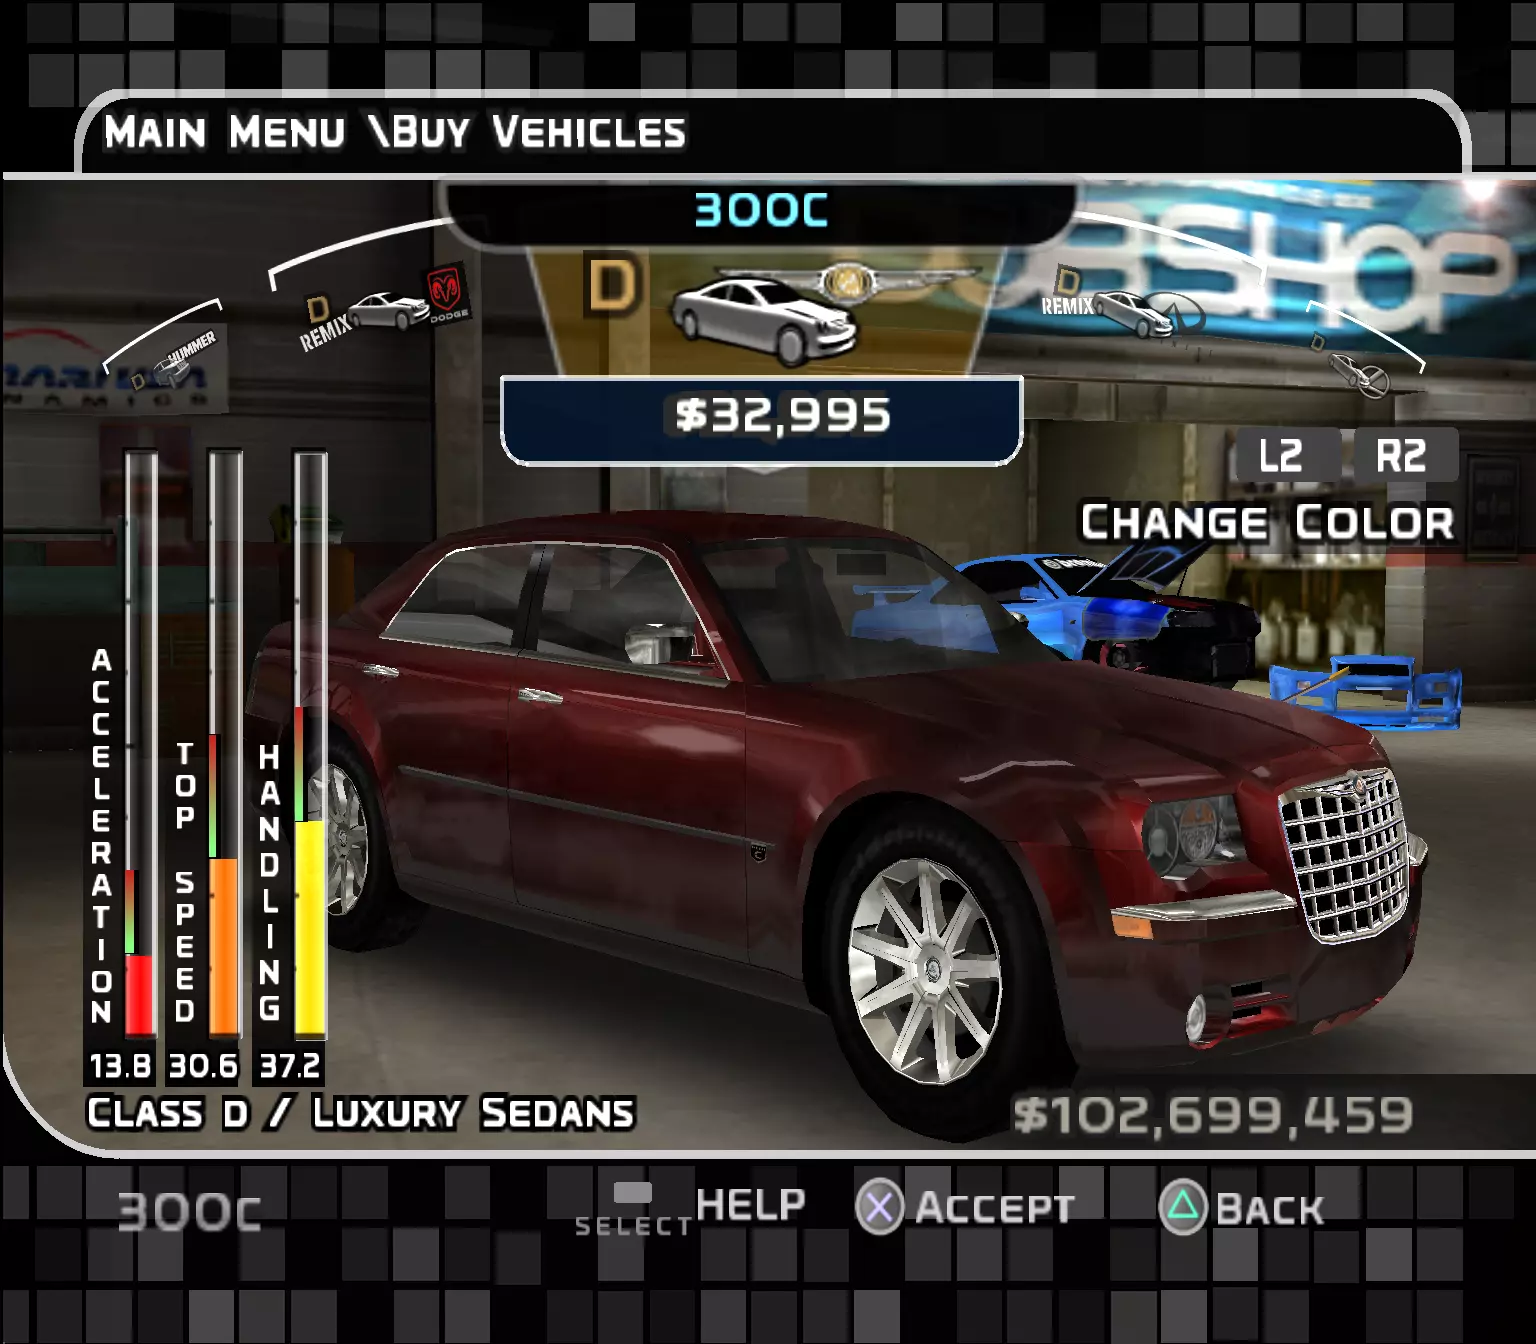 MAIN MENU \BUY VEHICLES
300C
D
REMIX
DODGE
D
D
REMIX
D
HUMMER
D
$32,995
L2 R2
CHANGE COLOR
ACCELERATION
TOP SPEED
HANDLING
13.8 30.6 37.2
CLASS D / LUXURY SEDANS
$102,699,459
300C
SELECT HELP ACCEPT BACK